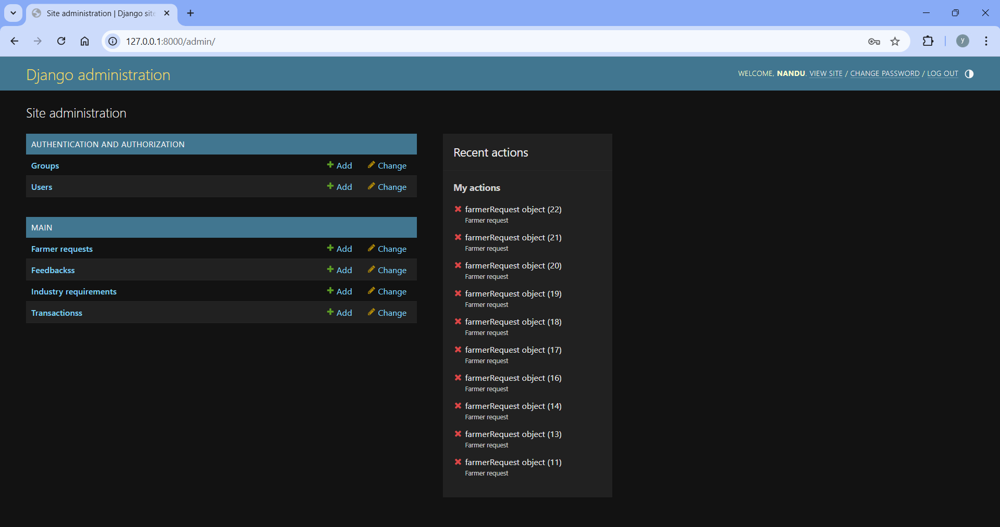 Site administration | Django site
127.0.0.1:8000/admin/
y
Django administration
WELCOME, NANDU. VIEW SITE / CHANGE PASSWORD / LOG OUT
Site administration
AUTHENTICATION AND AUTHORIZATION
Groups Add Change
Users Add Change
MAIN
Farmer requests Add Change
Feedbackss Add Change
Industry requirements Add Change
Transactionss Add Change
Recent actions
My actions
farmerRequest object (22)
Farmer request
farmerRequest object (21)
Farmer request
farmerRequest object (20)
Farmer request
farmerRequest object (19)
Farmer request
farmerRequest object (18)
Farmer request
farmerRequest object (17)
Farmer request
farmerRequest object (16)
Farmer request
farmerRequest object (14)
Farmer request
farmerRequest object (13)
Farmer request
farmerRequest object (11)
Farmer request